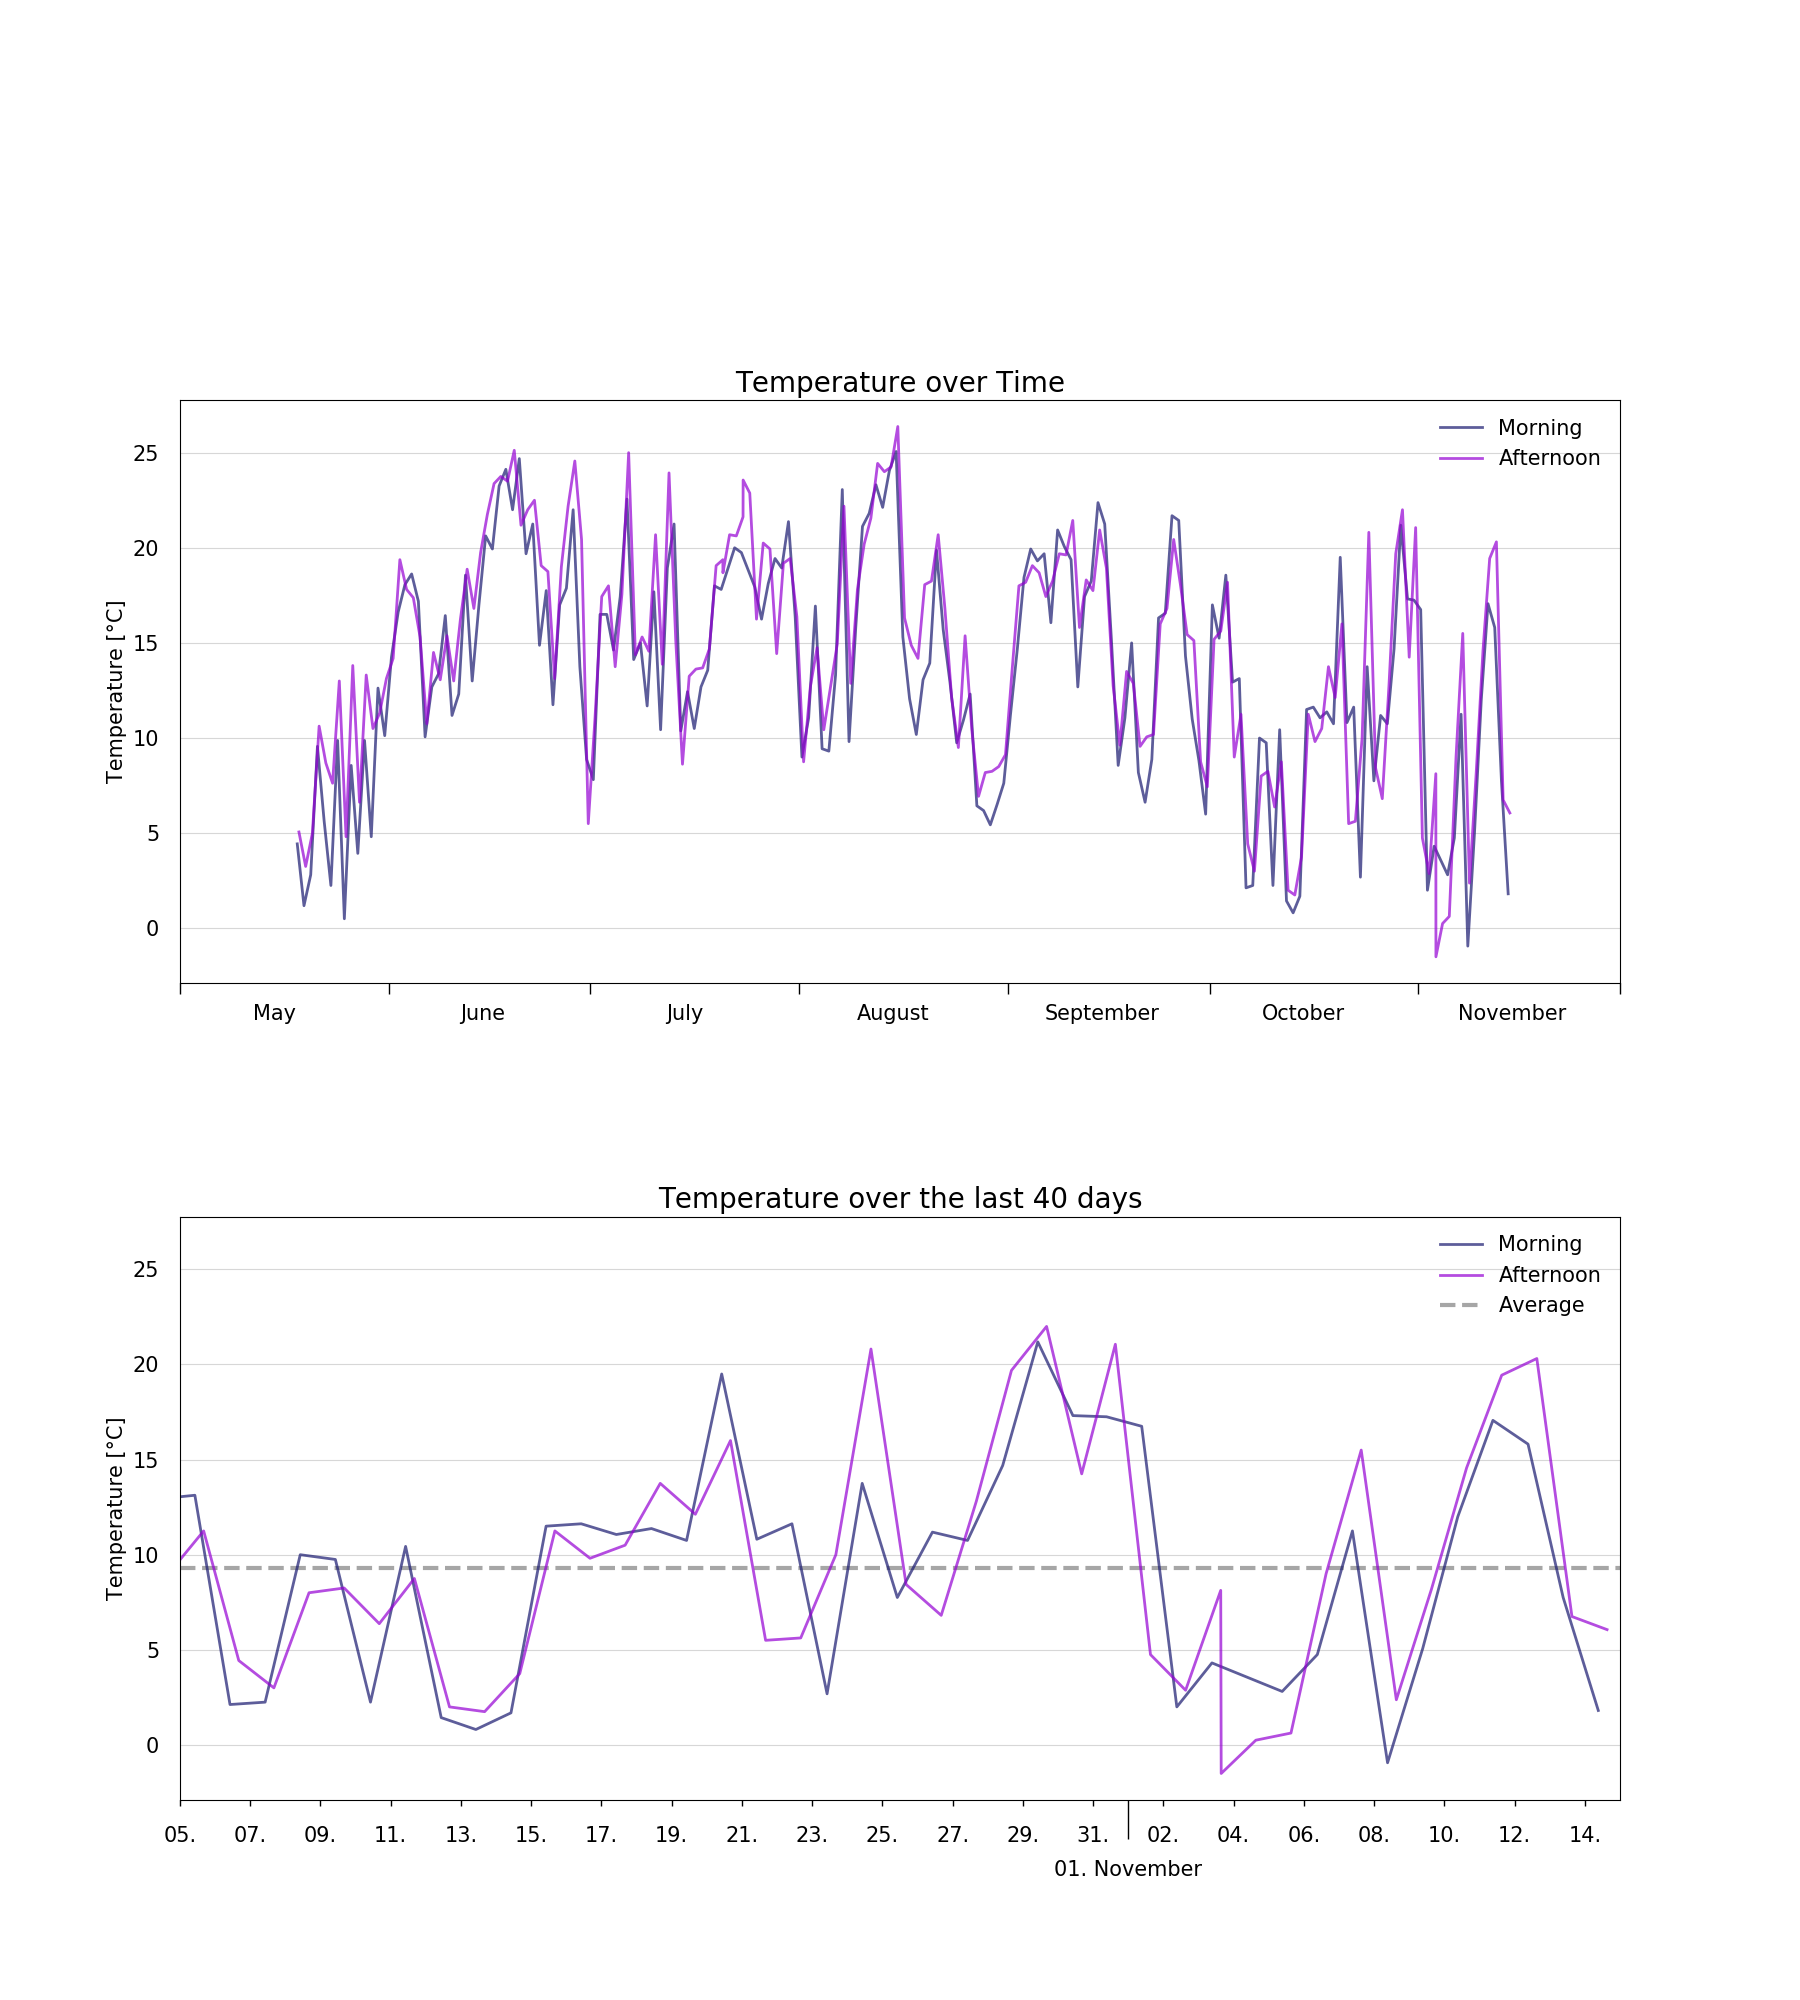 Temperature over Time
Morning
Afternoon
25
20
15
10
5
0
Temperature [°C]
May June July August September October November
Temperature over the last 40 days
Morning
Afternoon
Average
25
20
15
10
5
0
Temperature [°C]
05. 07. 09. 11. 13. 15. 17. 19. 21. 23. 25. 27. 29. 31. 02. 04. 06. 08. 10. 12. 14.
01. November